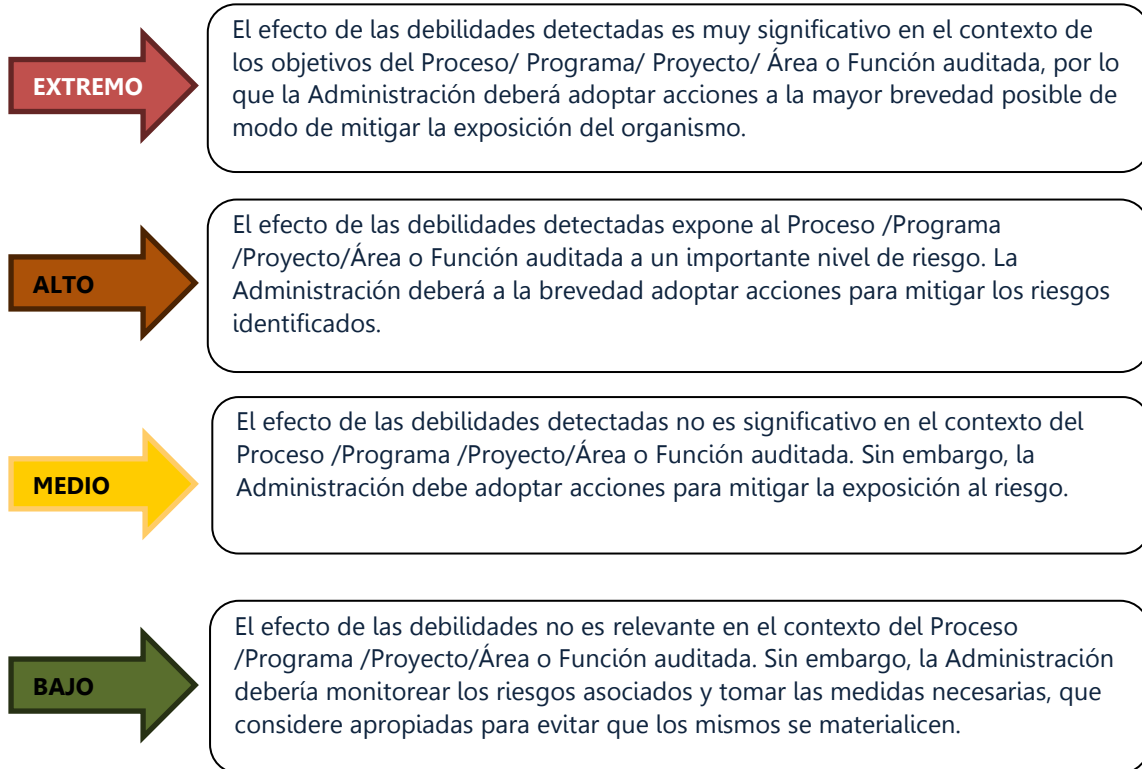 EXTREMO
El efecto de las debilidades detectadas es muy significativo en el contexto de
los objetivos del Proceso/ Programa/ Proyecto/ Área o Función auditada, por lo
que la Administración deberá adoptar acciones a la mayor brevedad posible de
modo de mitigar la exposición del organismo.
ALTO
El efecto de las debilidades detectadas expone al Proceso /Programa
/Proyecto/Área o Función auditada a un importante nivel de riesgo. La
Administración deberá a la brevedad adoptar acciones para mitigar los riesgos
identificados.
MEDIO
El efecto de las debilidades detectadas no es significativo en el contexto del
Proceso /Programa /Proyecto/Área o Función auditada. Sin embargo, la
Administración debe adoptar acciones para mitigar la exposición al riesgo.
BAJO
El efecto de las debilidades no es relevante en el contexto del Proceso
/Programa /Proyecto/Área o Función auditada. Sin embargo, la Administración
debería monitorear los riesgos asociados y tomar las medidas necesarias, que
considere apropiadas para evitar que los mismos se materialicen.